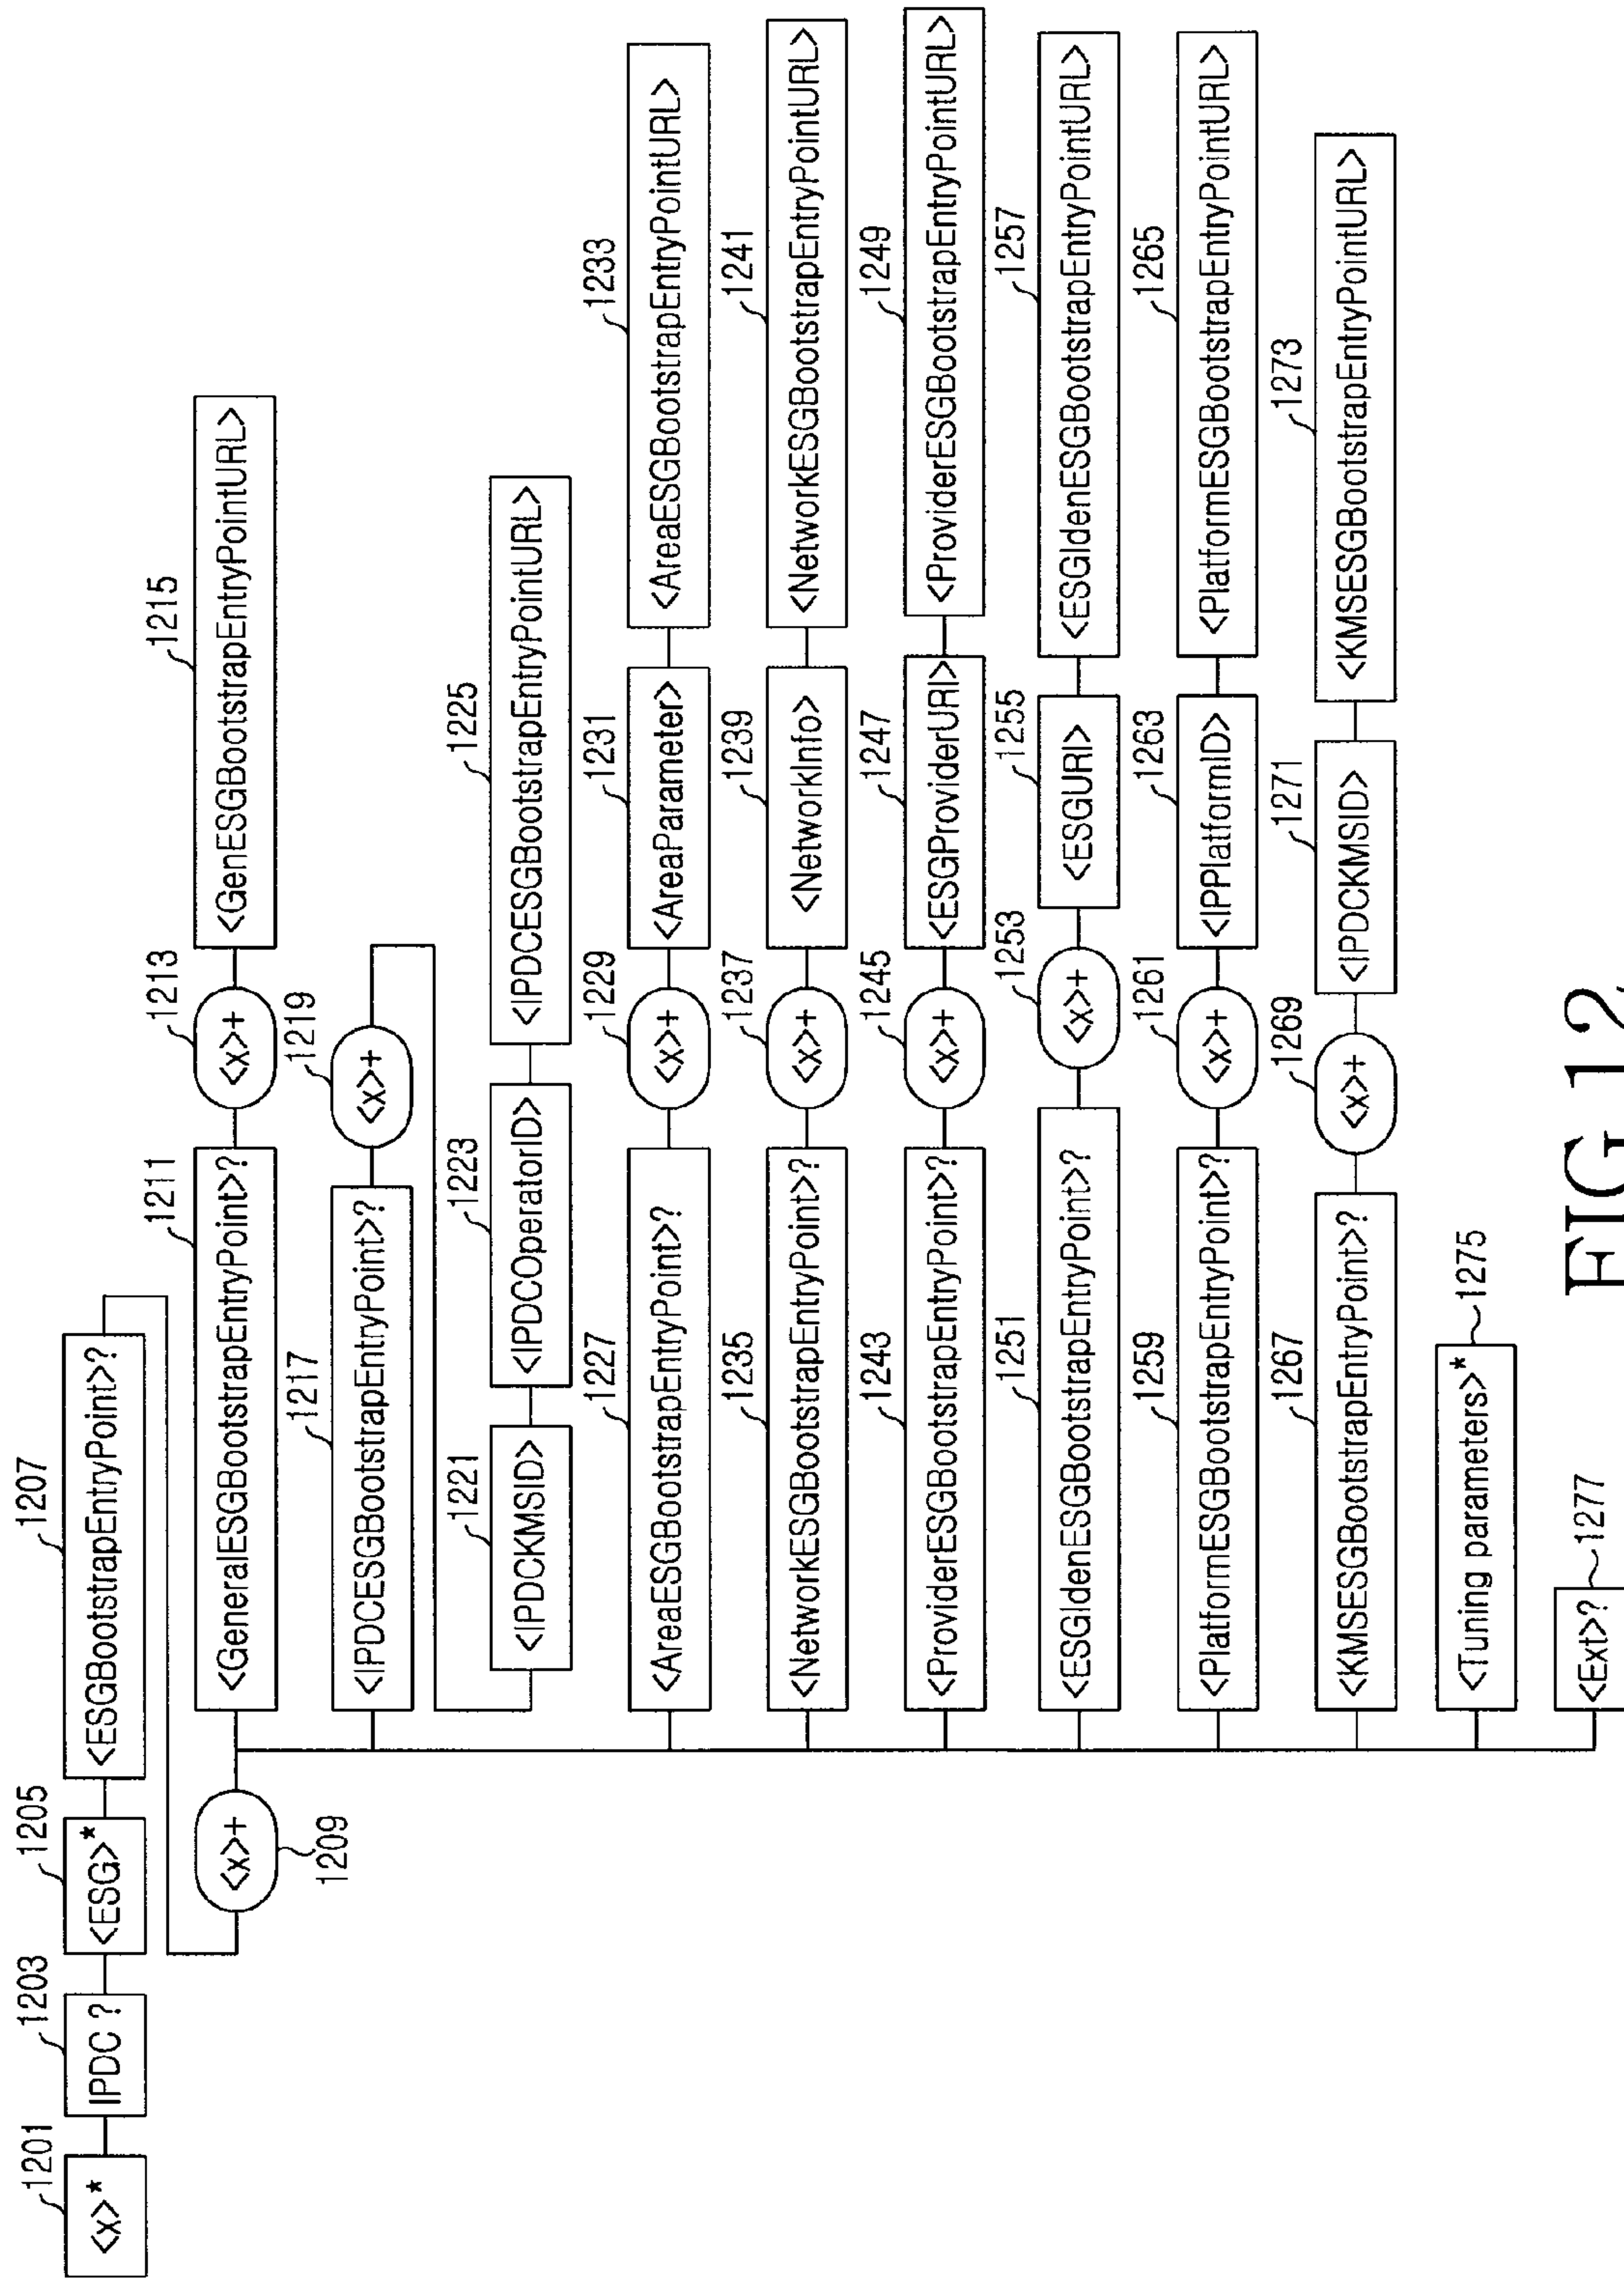 1201
<x>*
1203
IPDC ?
1205
<ESG>*
1207
<ESGBootstrapEntryPoint>?
1209
<x>+
1211
<GeneralESGBootstrapEntryPoint>?
1213
<x>+
1215
<GenESGBootstrapEntryPointURL>
1217
<IPDCESGBootstrapEntryPoint>?
1219
<x>+
1221
<IPDCKMSID>
1223
<IPDCOperatorID>
1225
<IPDCESGBootstrapEntryPointURL>
1227
<AreaESGBootstrapEntryPoint>?
1229
<x>+
1231
<AreaParameter>
1233
<AreaESGBootstrapEntryPointURL>
1235
<NetworkESGBootstrapEntryPoint>?
1237
<x>+
1239
<NetworkInfo>
1241
<NetworkESGBootstrapEntryPointURL>
1243
<ProviderESGBootstrapEntryPoint>?
1245
<x>+
1247
<ESGProviderURI>
1249
<ProviderESGBootstrapEntryPointURL>
1251
<ESGIdenESGBootstrapEntryPoint>?
1253
<x>+
1255
<ESGURI>
1257
<ESGIdenESGBootstrapEntryPointURL>
1259
<PlatformESGBootstrapEntryPoint>?
1261
<x>+
1263
<IPPlatformID>
1265
<PlatformESGBootstrapEntryPointURL>
1267
<KMSESGBootstrapEntryPoint>?
1269
<x>+
1271
<IPDCKMSID>
1273
<KMSESGBootstrapEntryPointURL>
<Tuning parameters>*
1275
<Ext>?
1277
FIG.12